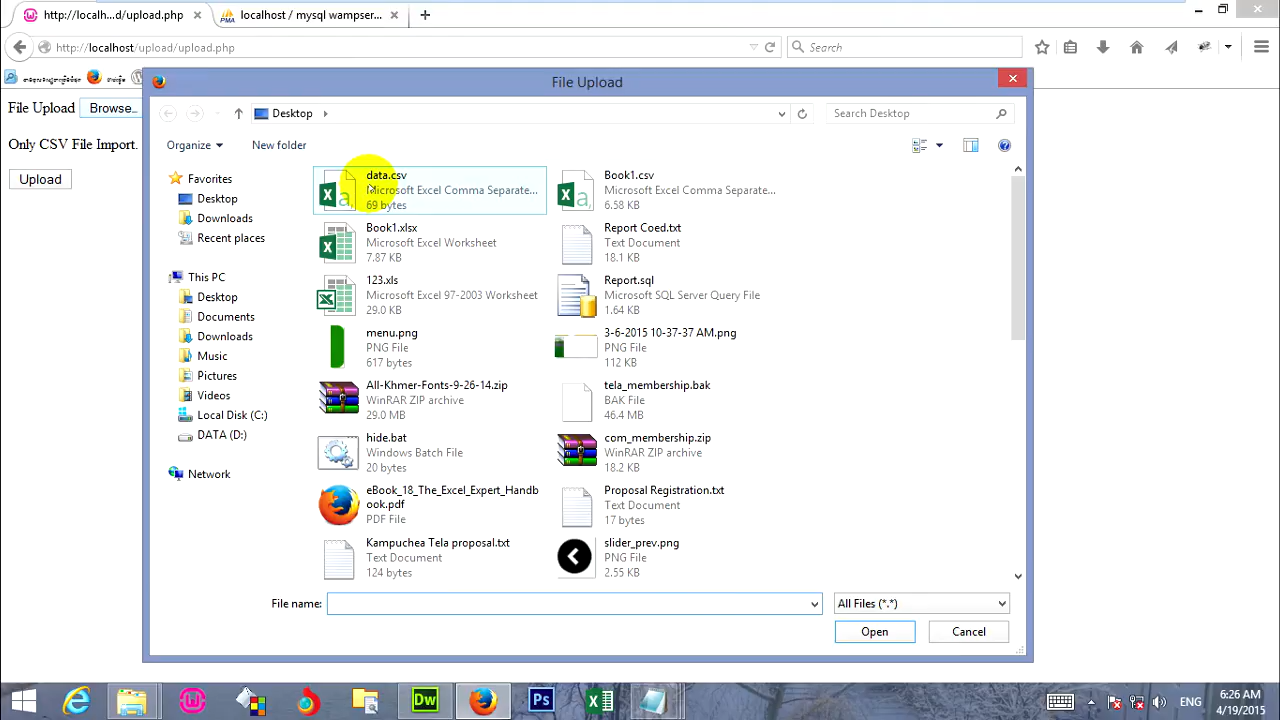 http://localh...d/upload.php ×
PMA localhost / mysql wampser... ×
http://localhost/upload/upload.php
Search
File Upload Browse..
Only CSV File Import.
Upload
File Upload
Desktop
Search Desktop
Organize
New folder
Favorites
Desktop
Downloads
Recent places
This PC
Desktop
Documents
Downloads
Music
Pictures
Videos
Local Disk (C:)
DATA (D:)
Network
data.csv
Microsoft Excel Comma Separate...
69 bytes
Book1.csv
Microsoft Excel Comma Separate...
6.58 KB
Book1.xlsx
Microsoft Excel Worksheet
7.87 KB
Report Coed.txt
Text Document
18.1 KB
123.xls
Microsoft Excel 97-2003 Worksheet
29.0 KB
Report.sql
Microsoft SQL Server Query File
1.64 KB
menu.png
PNG File
617 bytes
3-6-2015 10-37-37 AM.png
PNG File
112 KB
All-Khmer-Fonts-9-26-14.zip
WinRAR ZIP archive
29.0 MB
tela_membership.bak
BAK File
46.4 MB
hide.bat
Windows Batch File
20 bytes
com_membership.zip
WinRAR ZIP archive
18.2 KB
eBook_18_The_Excel_Expert_Handb
ook.pdf
PDF File
Proposal Registration.txt
Text Document
17 bytes
Kampuchea Tela proposal.txt
Text Document
124 bytes
slider_prev.png
PNG File
2.55 KB
File name:
All Files (*.*)
Open
Cancel
Dw
Ps
ENG
6:26 AM
4/19/2015